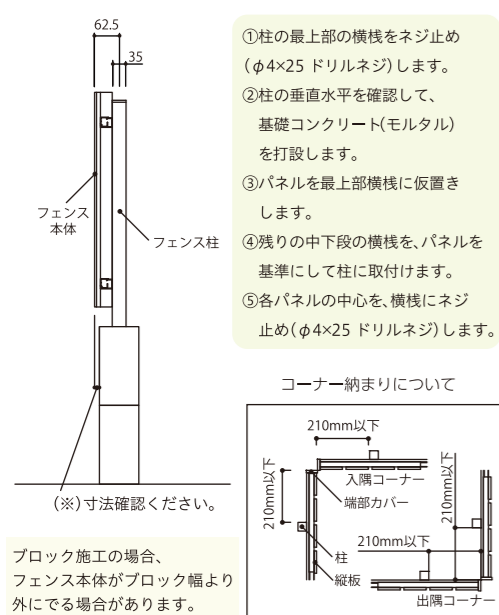 62.5
35
フェンス
本体
フェンス柱
(※)寸法確認ください。
ブロック施工の場合、
フェンス本体がブロック幅より
外にでる場合があります。
①柱の最上部の横桟をネジ止め
(φ4×25 ドリルネジ)します。
②柱の垂直水平を確認して、
基礎コンクリート(モルタル)
を打設します。
③パネルを最上部横桟に仮置き
します。
④残りの中下段の横桟を、パネルを
基準にして柱に取付けます。
⑤各パネルの中心を、横桟にネジ
止め(φ4×25 ドリルネジ)します。
コーナー納まりについて
210mm以下
入隅コーナー
端部カバー
210mm以下
210mm以下
210mm以下
柱
縦板
出隅コーナー